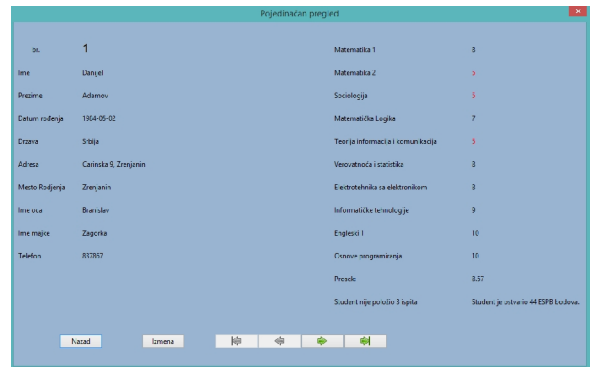 Pojedinačan pregled
br. 1
Ime Danijel
Prezime Adamov
Datum rođenja 1984-05-02
Drzava Srbija
Adresa Carinska 9, Zrenjanin
Mesto Rodjenja Zrenjanin
Ime oca Branislav
Ime majke Zagorka
Telefon
Matematika 1 8
Matematika 2 5
Sociologija 5
Matematička Logika 7
Teorija informacija i komunikacija 5
Verovatnoća i statistika 8
Elektrotehnika sa elektronikom 8
Informatičke tehnologije 9
Engleski 1 10
Osnove programiranja 10
Prosek 8.57
Student nije položio 3 ispita Student je ostvario 44 ESPB bodova.
Nazad Izmena